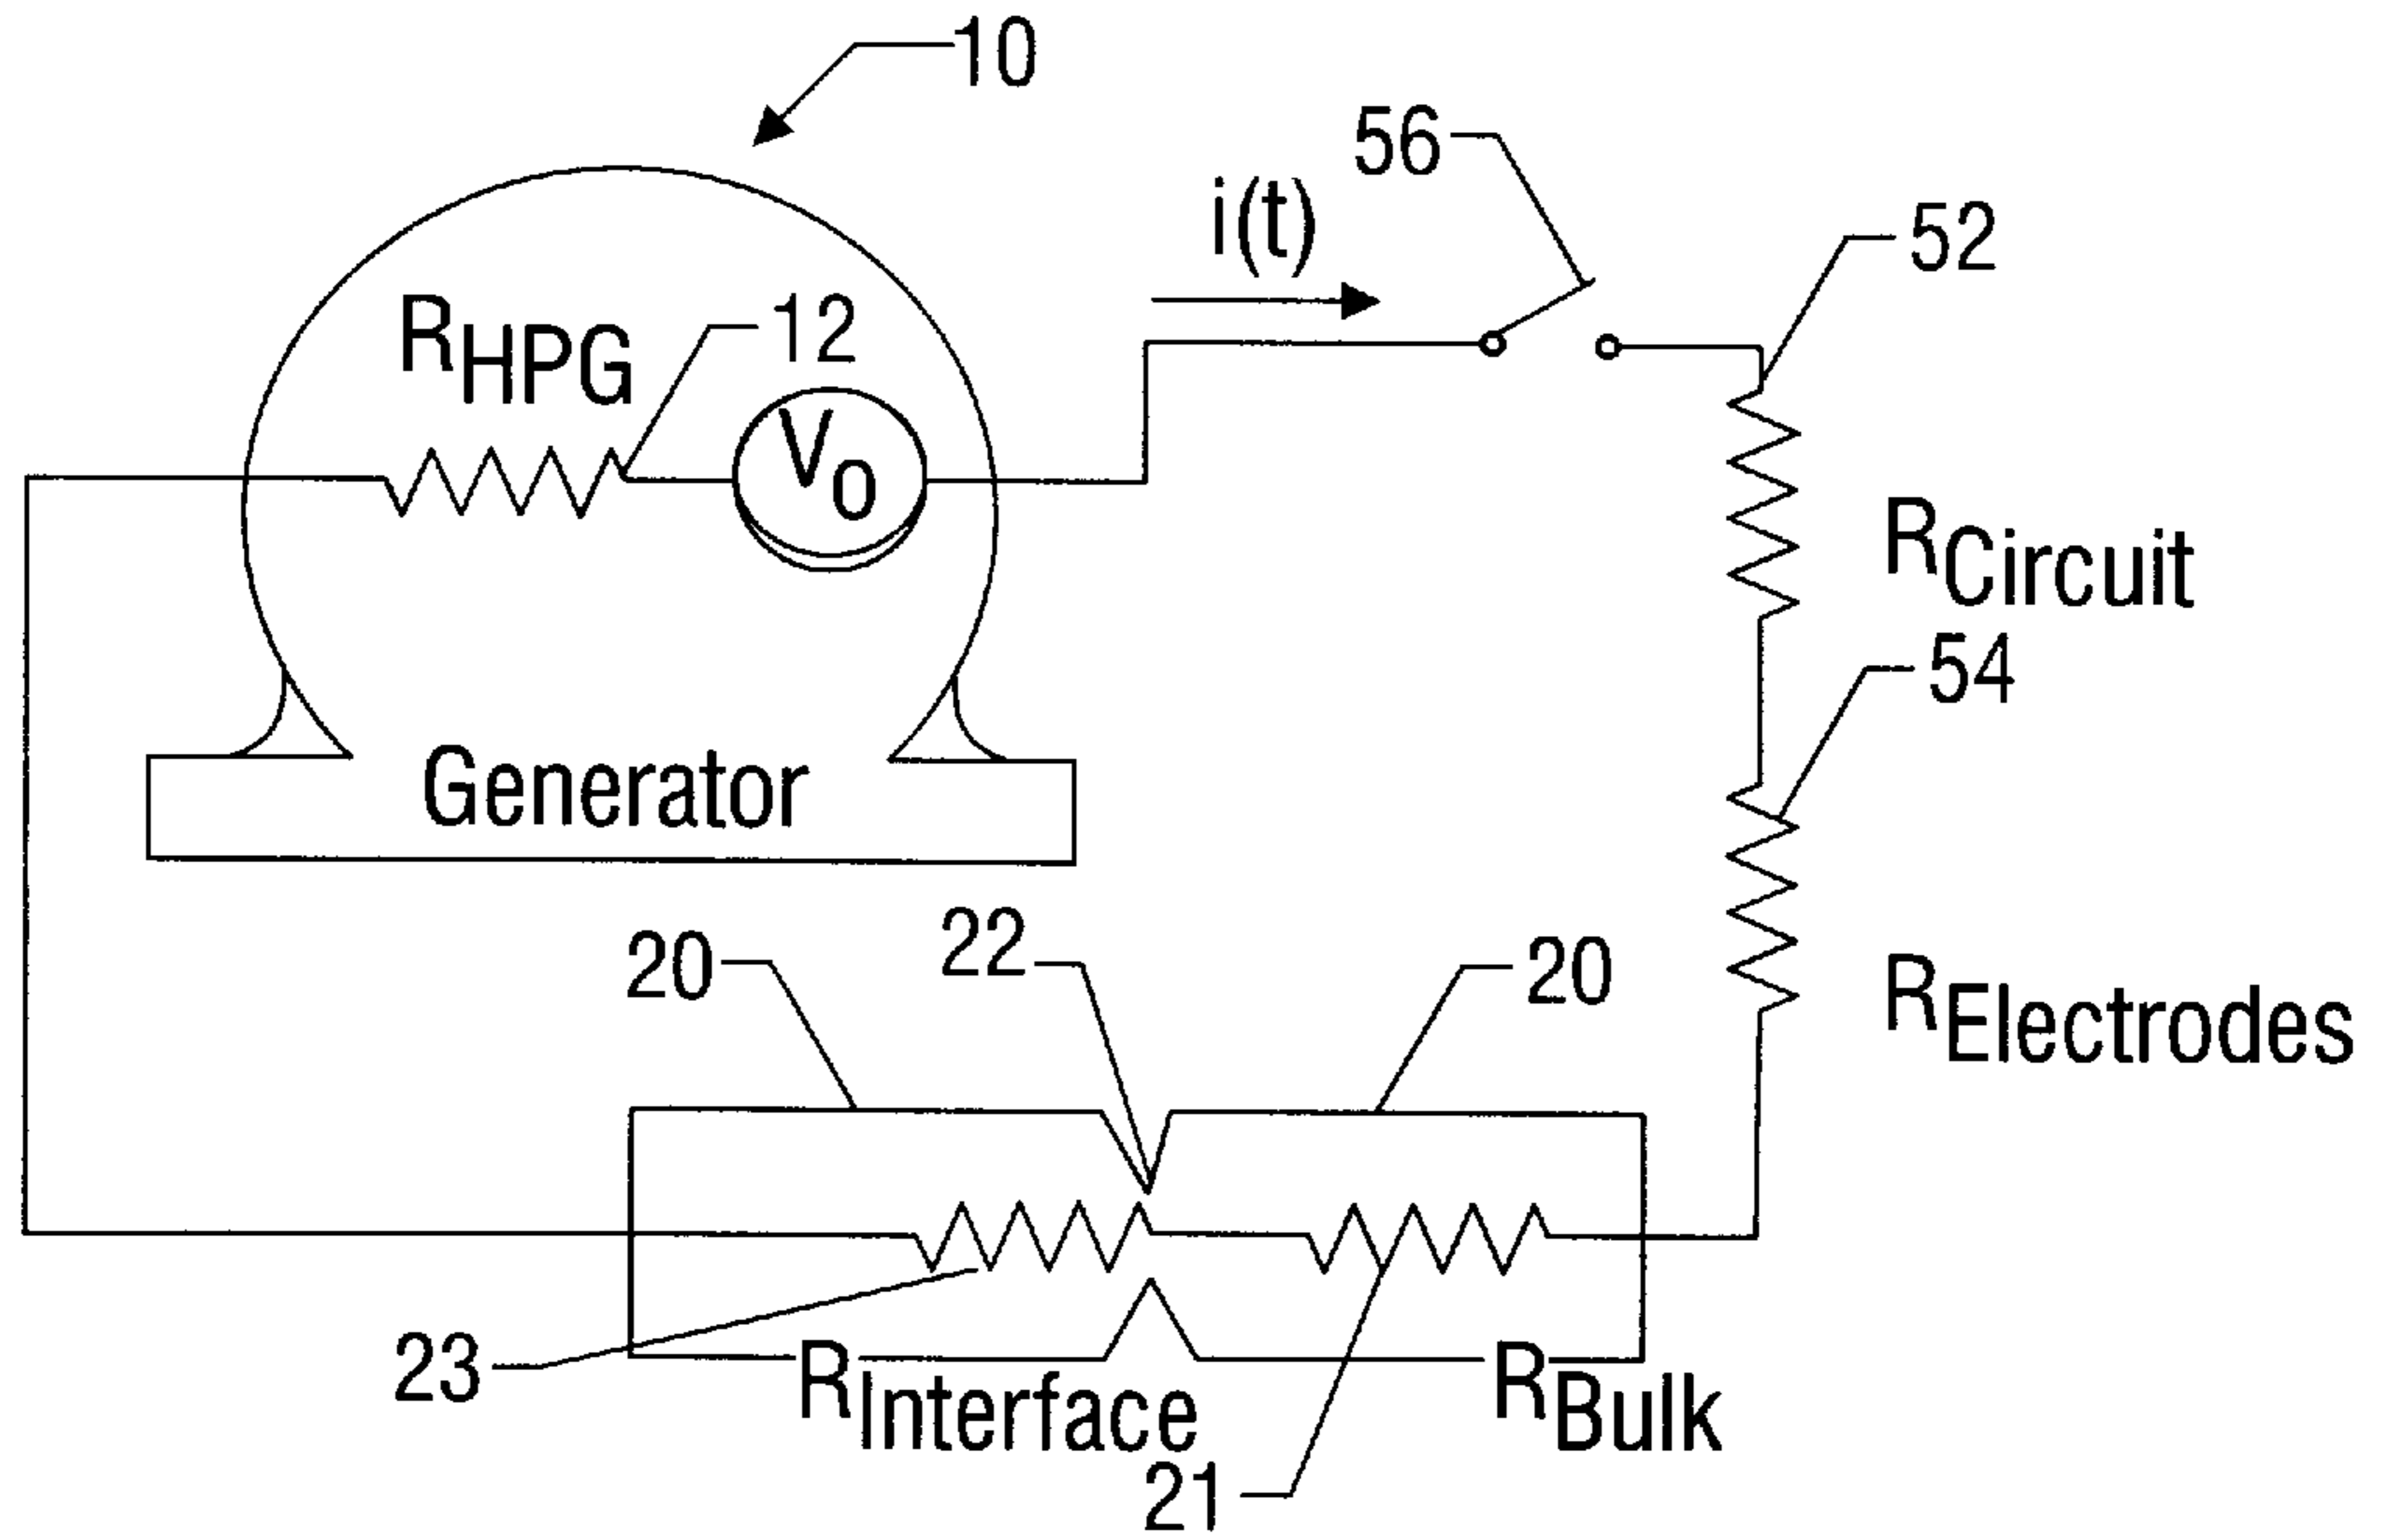 10
56
i(t)
52
RHPG
12
Vo
RCircuit
54
Generator
20
22
20
RElectrodes
23
RInterface
RBulk
21